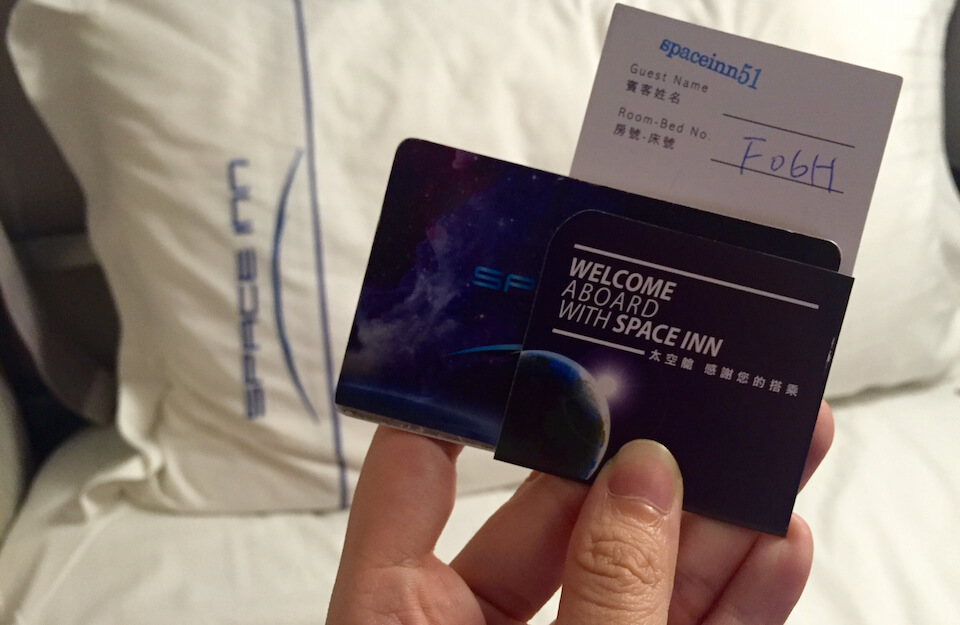 spaceinn51
Guest Name
賓客姓名
Room-Bed No.
房號-床號
F06H
WELCOME
ABOARD
WITH SPACE INN
太空艙 感謝您的搭乘
SP
SPACE INN